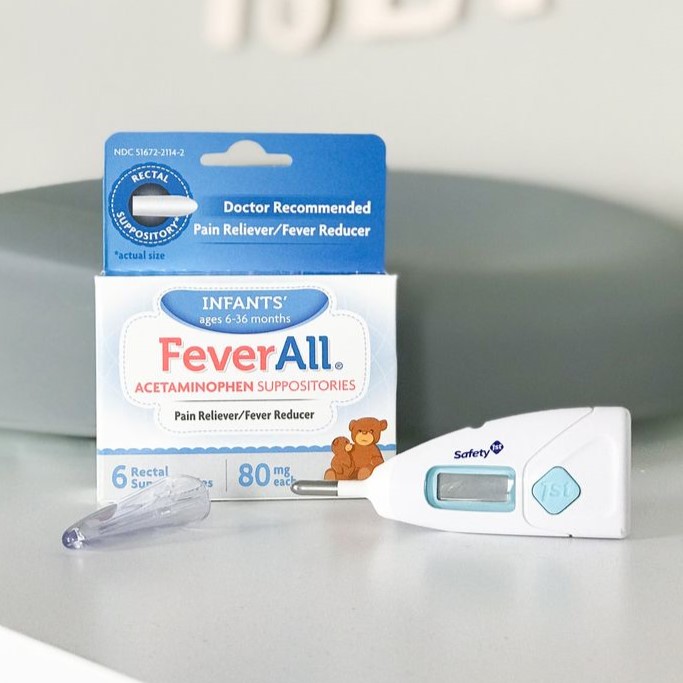 NDC 51672-2114-2
RECTAL
SUPPOSITORY*
*actual size
Doctor Recommended
Pain Reliever/Fever Reducer
INFANTS'
ages 6-36 months
FeverAll®
ACETAMINOPHEN SUPPOSITORIES
Pain Reliever/Fever Reducer
6 Rectal
80 mg
each
Safety 1st
1st